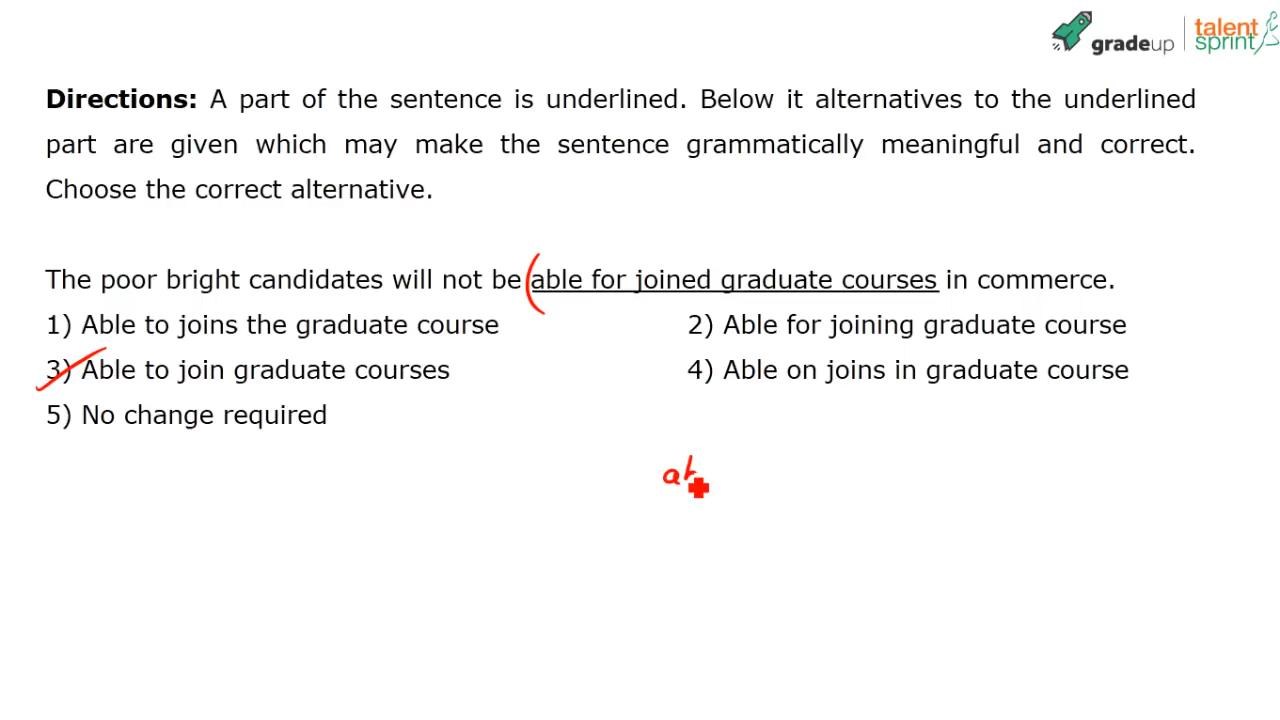 gradeup
talent
sprint
Directions: A part of the sentence is underlined. Below it alternatives to the underlined
part are given which may make the sentence grammatically meaningful and correct.
Choose the correct alternative.
The poor bright candidates will not be able for joined graduate courses in commerce.
1) Able to joins the graduate course
2) Able for joining graduate course
3) Able to join graduate courses
4) Able on joins in graduate course
5) No change required